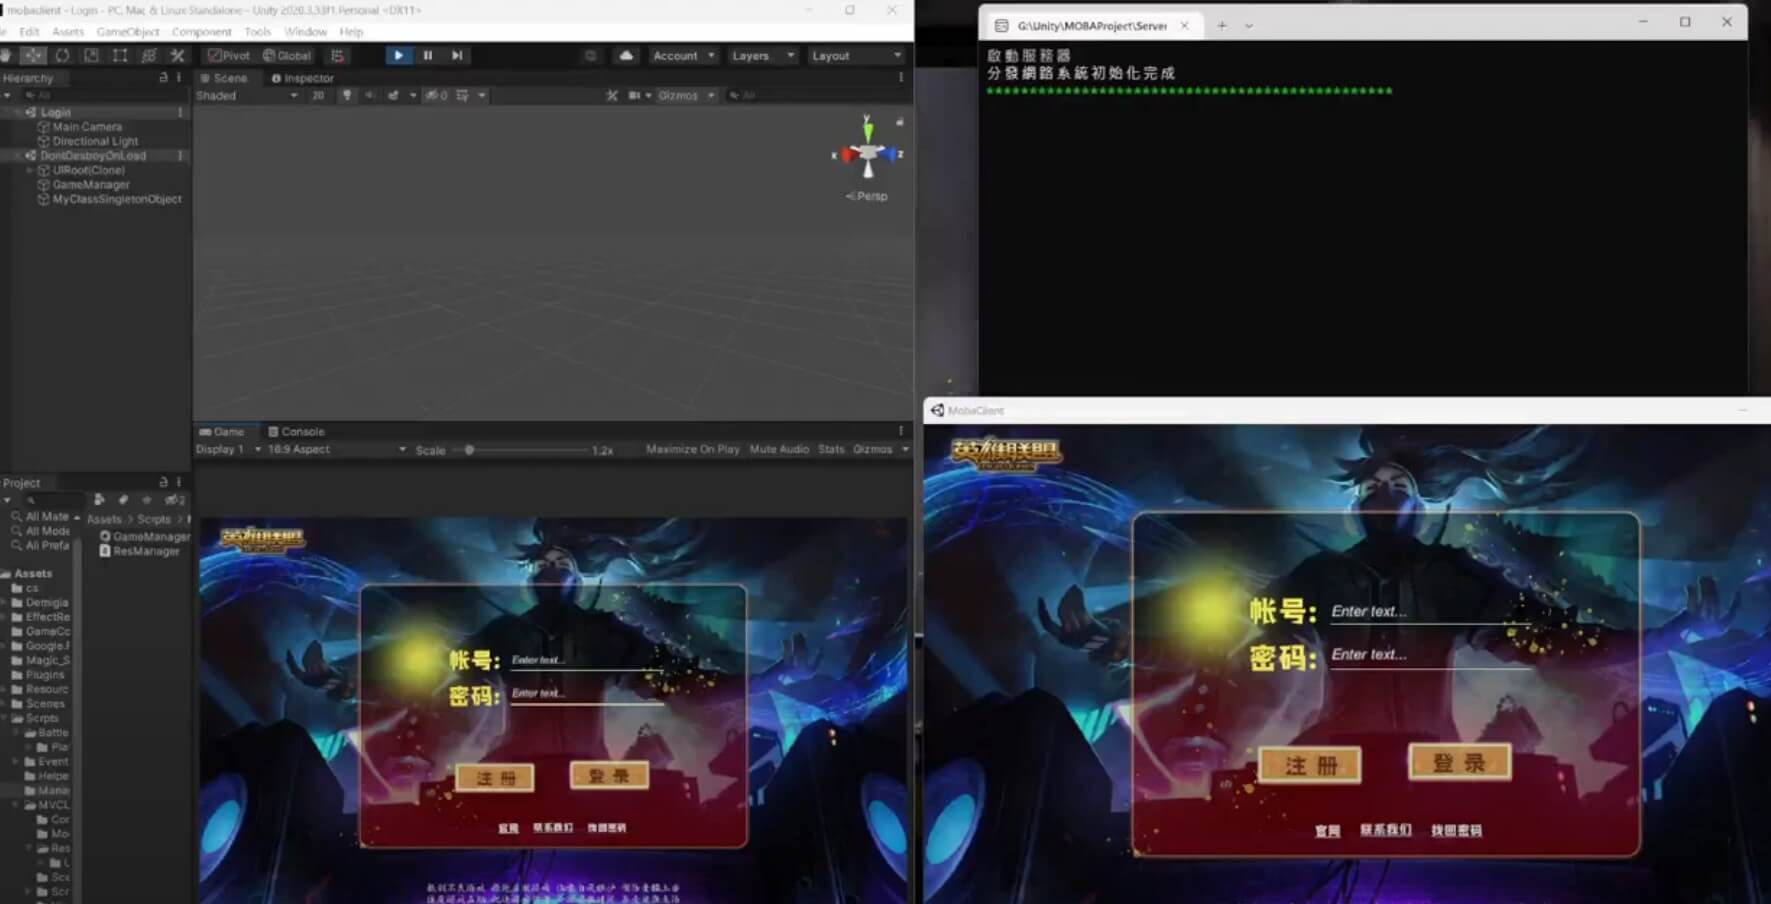 mobaclient - Login - PC, Mac & Linux Standalone - Unity 2020.3.33f1 Personal <DX11>
Edit Assets GameObject Component Tools Window Help
Pivot Global
Account Layers Layout
Hierarchy
All
Login
Main Camera
Directional Light
DontDestroyOnLoad
UIRoot(Clone)
GameManager
MyClassSingletonObject
Scene Inspector
Shaded 2D 0 Gizmos All
y
x z
Persp
Game Console
Display 1 16:9 Aspect Scale 1.2x Maximize On Play Mute Audio Stats Gizmos
Project
2
All Mate
All Mode
All Prefa
Assets > Scripts >
GameManager
ResManager
Assets
cs
Demigia
EffectRe
GameCo
Google.F
Magic_S
Plugins
Resourc
Scenes
Scrpts
Battle
Pla
Event
Helpe
Mana
MVCL
Cor
Mo
Res
U
Sce
Scr
英雄联盟
帐号: Enter text...
密码: Enter text...
注册 登录
官网 联系我们 找回密码
G:\Unity\MOBAProject\Server
啟動服務器
分發網路系統初始化完成
MobaClient
英雄联盟
帐号: Enter text...
密码: Enter text...
注册 登录
官网 联系我们 找回密码